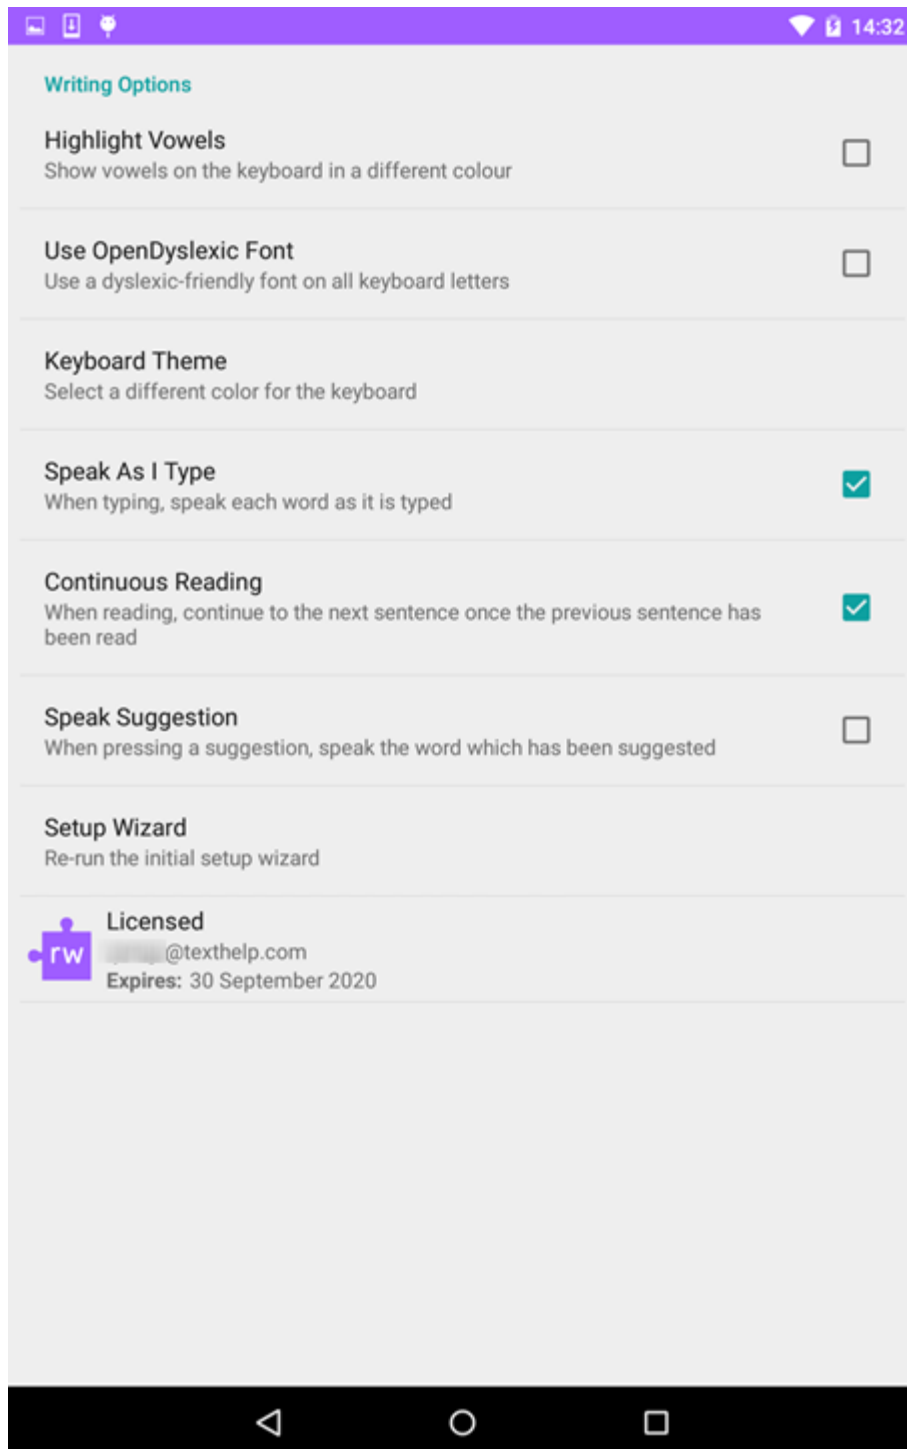 14:32
Writing Options
Highlight Vowels
Show vowels on the keyboard in a different colour
Use OpenDyslexic Font
Use a dyslexic-friendly font on all keyboard letters
Keyboard Theme
Select a different color for the keyboard
Speak As I Type
When typing, speak each word as it is typed
Continuous Reading
When reading, continue to the next sentence once the previous sentence has
been read
Speak Suggestion
When pressing a suggestion, speak the word which has been suggested
Setup Wizard
Re-run the initial setup wizard
Licensed
rw
@texthelp.com
Expires: 30 September 2020